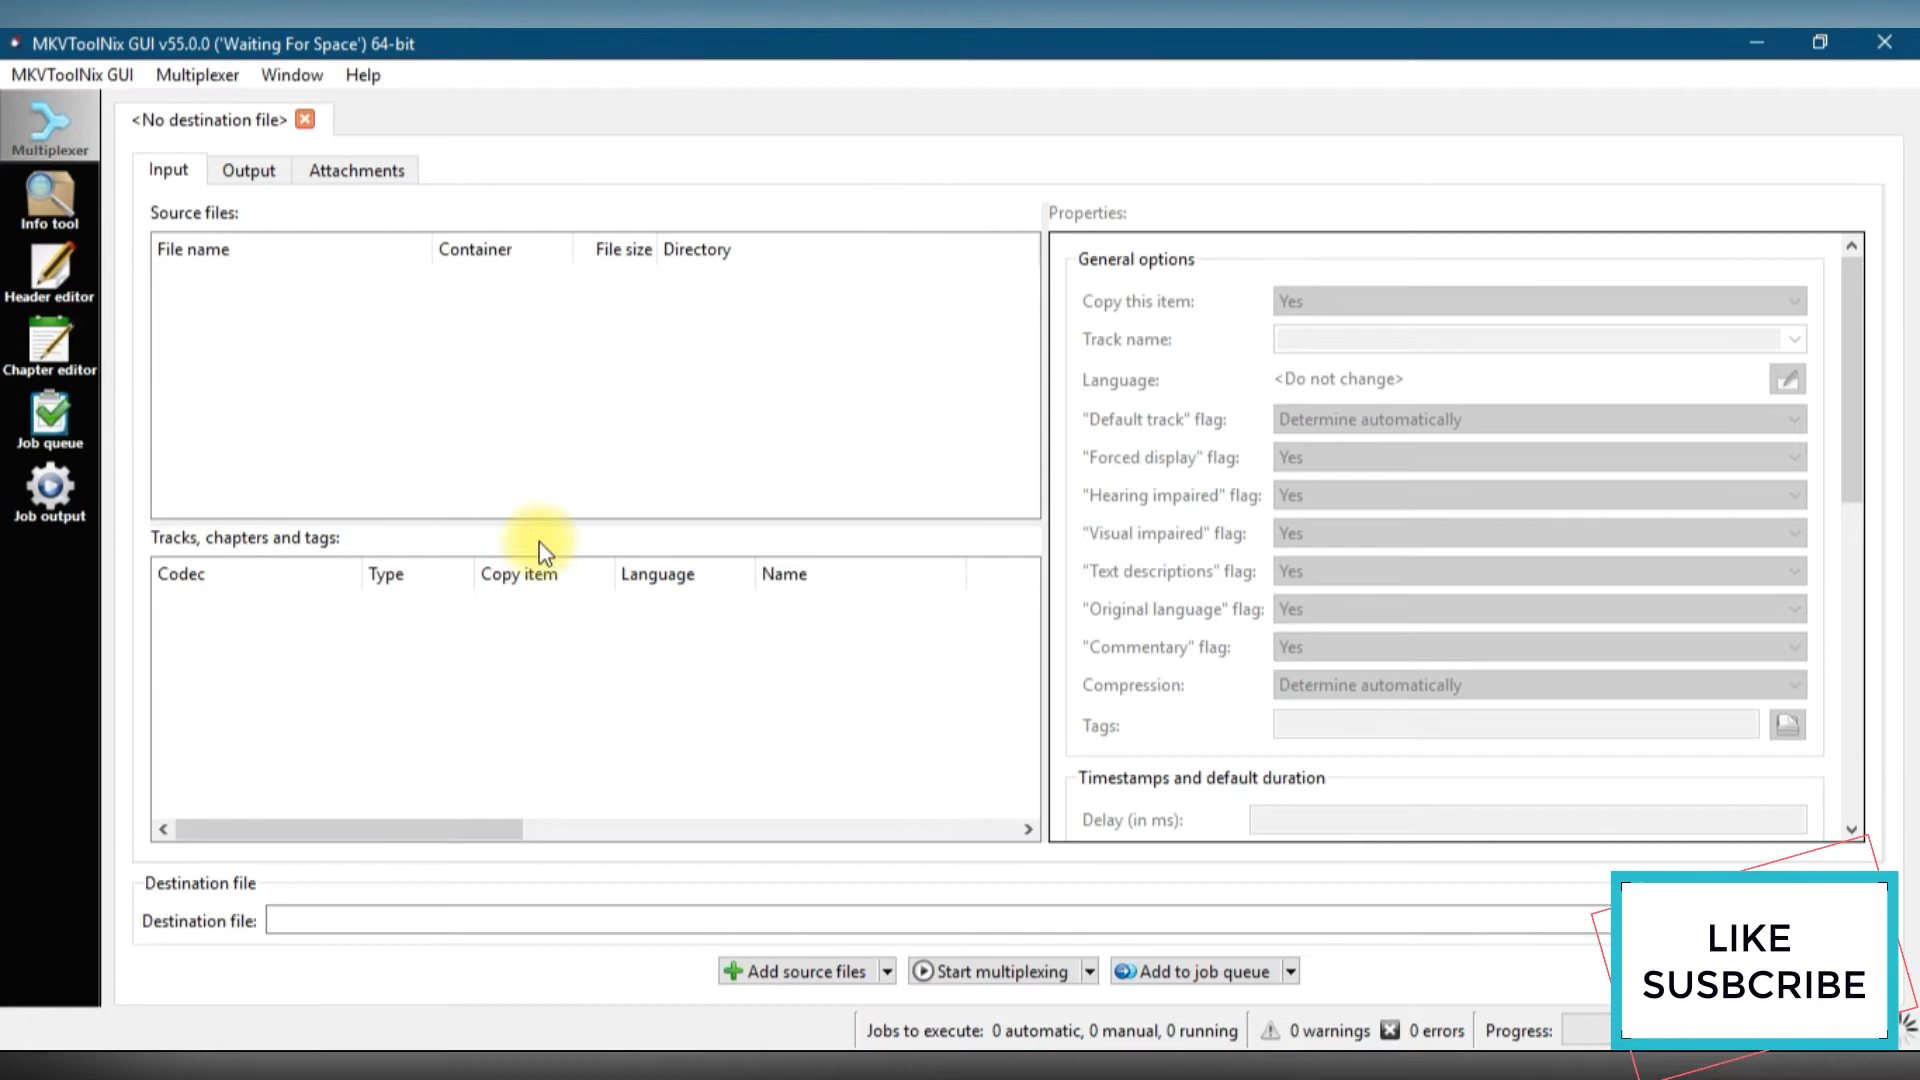 MKVToolNix GUI v55.0.0 ('Waiting For Space') 64-bit
MKVToolNix GUI Multiplexer Window Help
Multiplexer
Info tool
Header editor
Chapter editor
Job queue
Job output
<No destination file>
Input Output Attachments
Source files:
File name Container File size Directory
Tracks, chapters and tags:
Codec Type Copy item Language Name
Properties:
General options
Copy this item: Yes
Track name:
Language: <Do not change>
"Default track" flag: Determine automatically
"Forced display" flag: Yes
"Hearing impaired" flag: Yes
"Visual impaired" flag: Yes
"Text descriptions" flag: Yes
"Original language" flag: Yes
"Commentary" flag: Yes
Compression: Determine automatically
Tags:
Timestamps and default duration
Delay (in ms):
Destination file
Destination file:
Add source files Start multiplexing Add to job queue
Jobs to execute: 0 automatic, 0 manual, 0 running 0 warnings 0 errors Progress:
LIKE
SUSBCRIBE